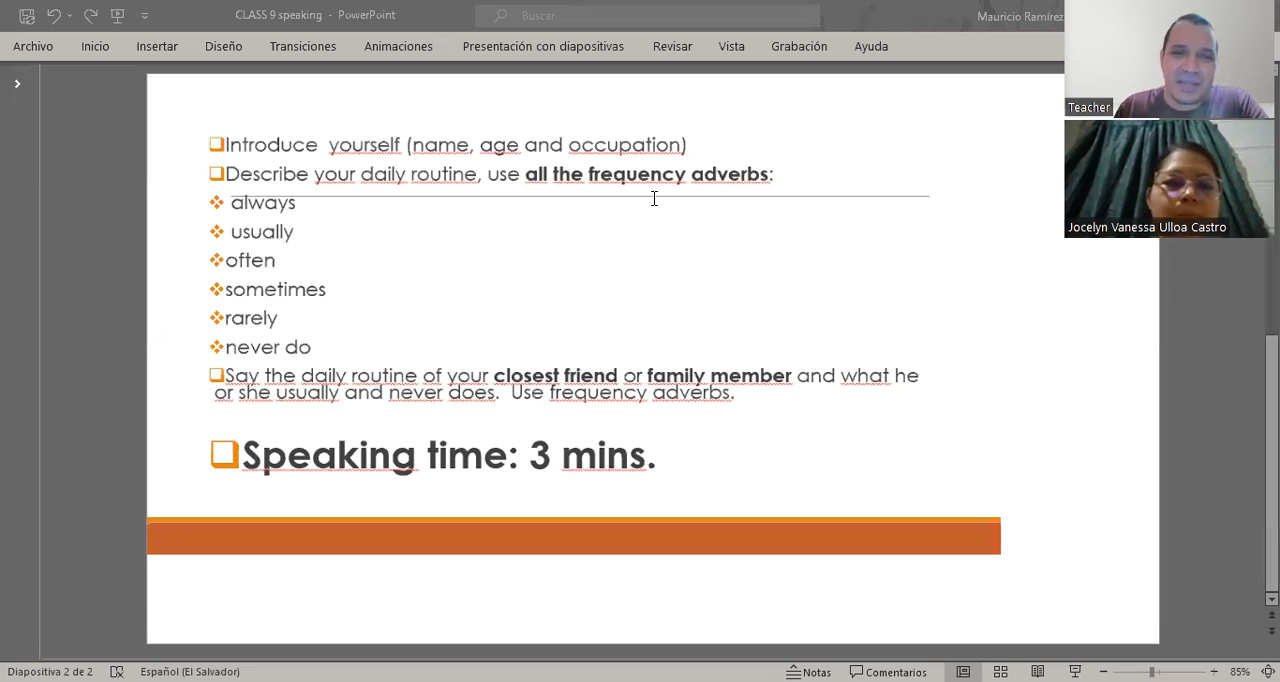 CLASS 9 speaking - PowerPoint
Buscar
Mauricio Ramírez
Archivo Inicio Insertar Diseño Transiciones Animaciones Presentación con diapositivas Revisar Vista Grabación Ayuda
Teacher
Jocelyn Vanessa Ulloa Castro
Introduce yourself (name, age and occupation)
Describe your daily routine, use all the frequency adverbs:
always
usually
often
sometimes
rarely
never do
Say the daily routine of your closest friend or family member and what he
or she usually and never does. Use frequency adverbs.
Speaking time: 3 mins.
Diapositiva 2 de 2 Español (El Salvador) Notas Comentarios 85%